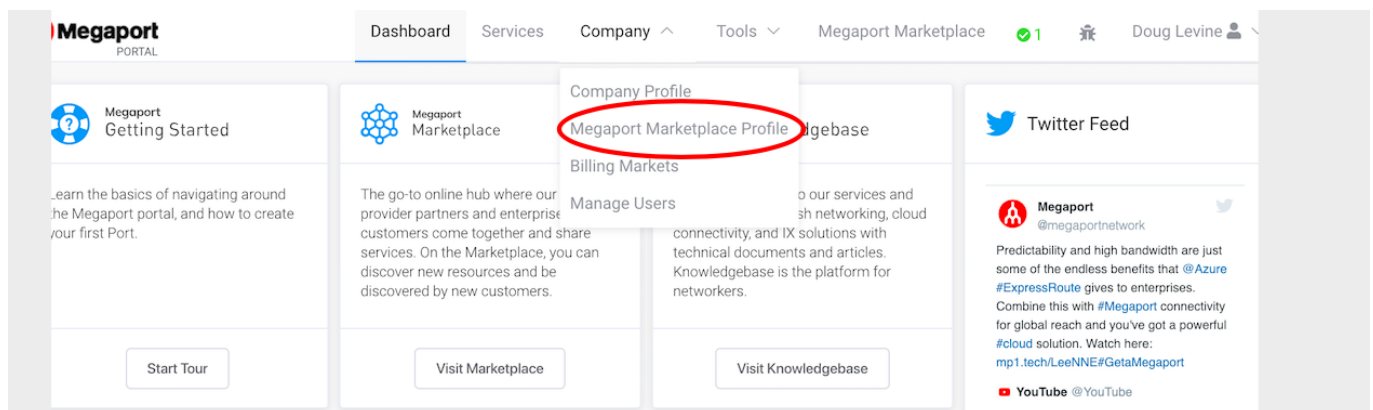 Megaport
PORTAL
Dashboard Services Company Tools Megaport Marketplace 1 Doug Levine
Company Profile
Megaport Marketplace Profile
Billing Markets
Manage Users
Megaport
Getting Started
Learn the basics of navigating around
the Megaport portal, and how to create
your first Port.
Start Tour
Megaport
Marketplace
The go-to online hub where our
provider partners and enterprise
customers come together and share
services. On the Marketplace, you can
discover new resources and be
discovered by new customers.
Visit Marketplace
dgebase
o our services and
sh networking, cloud
connectivity, and IX solutions with
technical documents and articles.
Knowledgebase is the platform for
networkers.
Visit Knowledgebase
Twitter Feed
Megaport
@megaportnetwork
Predictability and high bandwidth are just
some of the endless benefits that @Azure
#ExpressRoute gives to enterprises.
Combine this with #Megaport connectivity
for global reach and you've got a powerful
#cloud solution. Watch here:
mp1.tech/LeeNNE#GetaMegaport
YouTube @YouTube